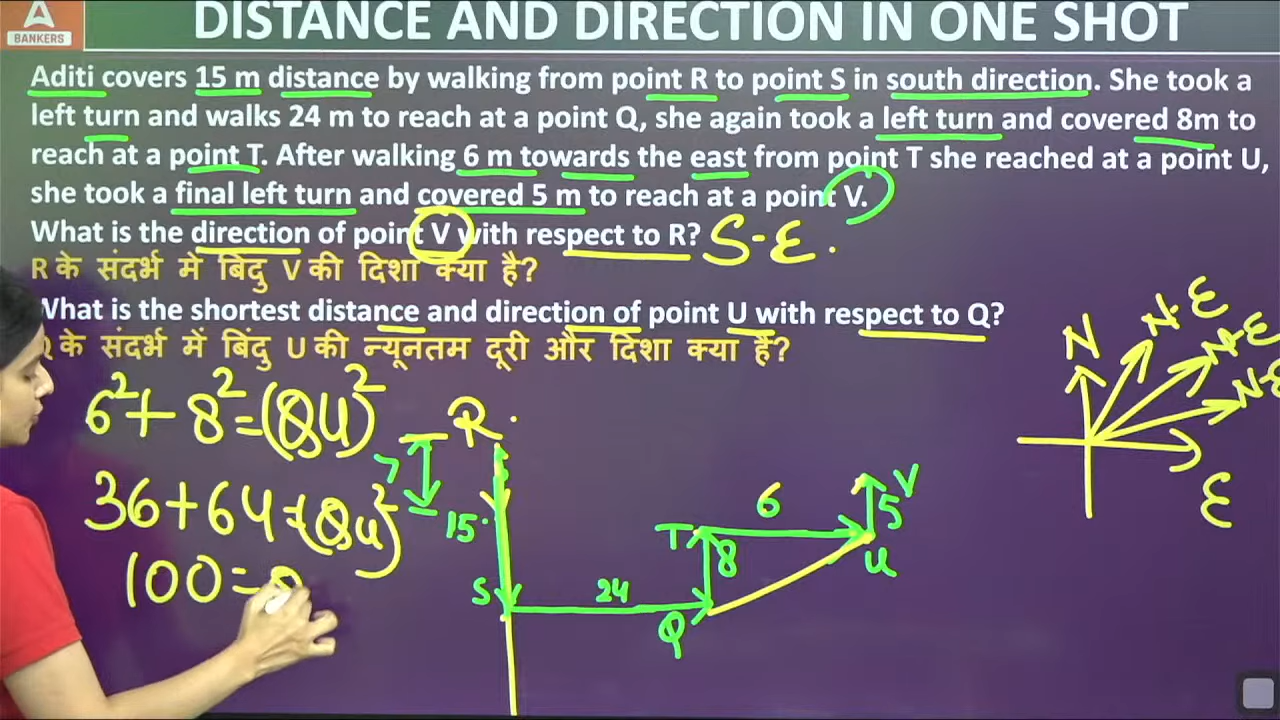 A
BANKERS
DISTANCE AND DIRECTION IN ONE SHOT
Aditi covers 15 m distance by walking from point R to point S in south direction. She took a
left turn and walks 24 m to reach at a point Q, she again took a left turn and covered 8m to
reach at a point T. After walking 6 m towards the east from point T she reached at a point U,
she took a final left turn and covered 5 m to reach at a point V.
What is the direction of point V with respect to R? S-E.
R के संदर्भ में बिंदु V की दिशा क्या है?
What is the shortest distance and direction of point U with respect to Q?
Q के संदर्भ में बिंदु U की न्यूनतम दूरी और दिशा क्या है?
6²+8²=(QU)²
36+64=(QU)²
100=
R.
7
15.
S
24
Q
T
8
6
5
V
U
N
N-E
N-E
N-E
E